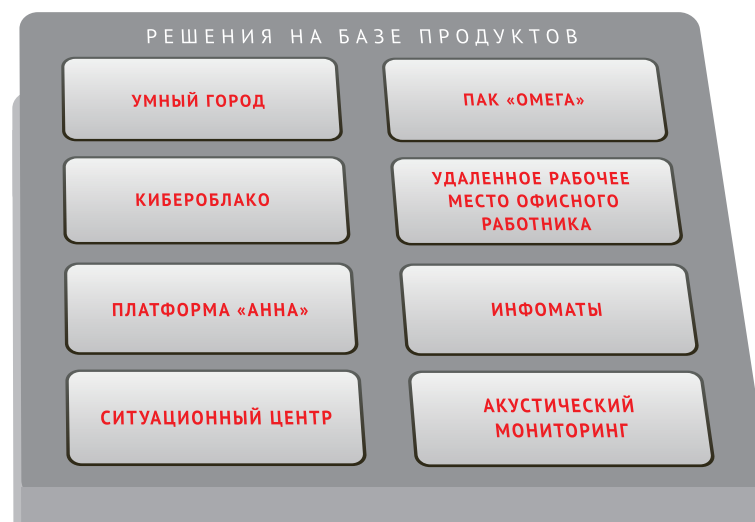 РЕШЕНИЯ НА БАЗЕ ПРОДУКТОВ
УМНЫЙ ГОРОД
ПАК «ОМЕГА»
КИБЕРОБЛАКО
УДАЛЕННОЕ РАБОЧЕЕ
МЕСТО ОФИСНОГО
РАБОТНИКА
ПЛАТФОРМА «АННА»
ИНФОМАТЫ
СИТУАЦИОННЫЙ ЦЕНТР
АКУСТИЧЕСКИЙ
МОНИТОРИНГ